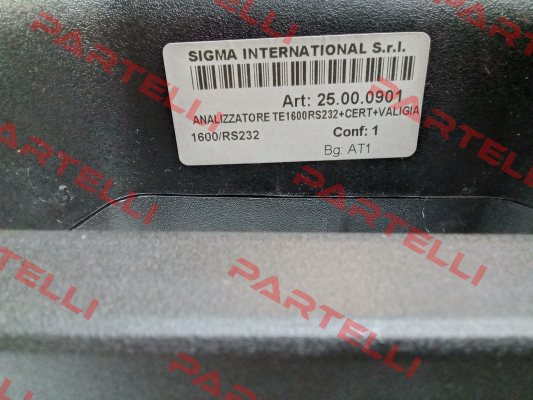 SIGMA INTERNATIONAL S.r.l.
Art: 25.00.0901
ANALIZZATORE TE1600RS232+CERT+VALIGIA
1600/RS232
Conf: 1
Bg: AT1
PARTELLI
PARTELLI
PARTELLI
PARTELLI
PARTELLI
PARTELLI